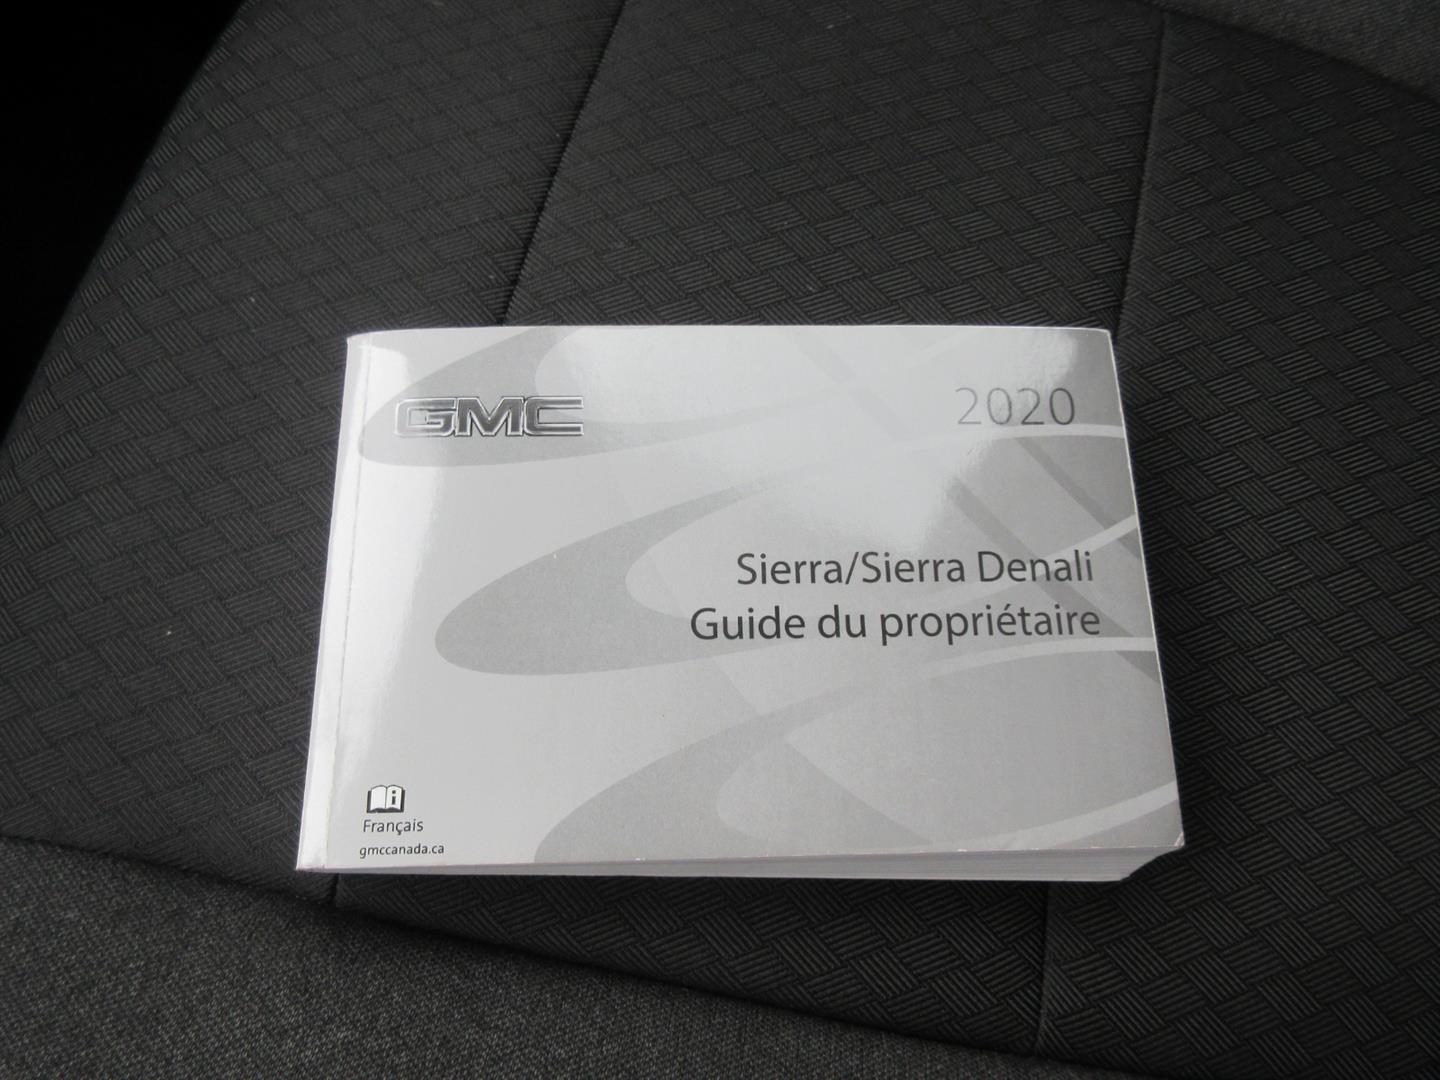 GMC
2020
Sierra/Sierra Denali
Guide du propriétaire
i
Français
gmccanada.ca